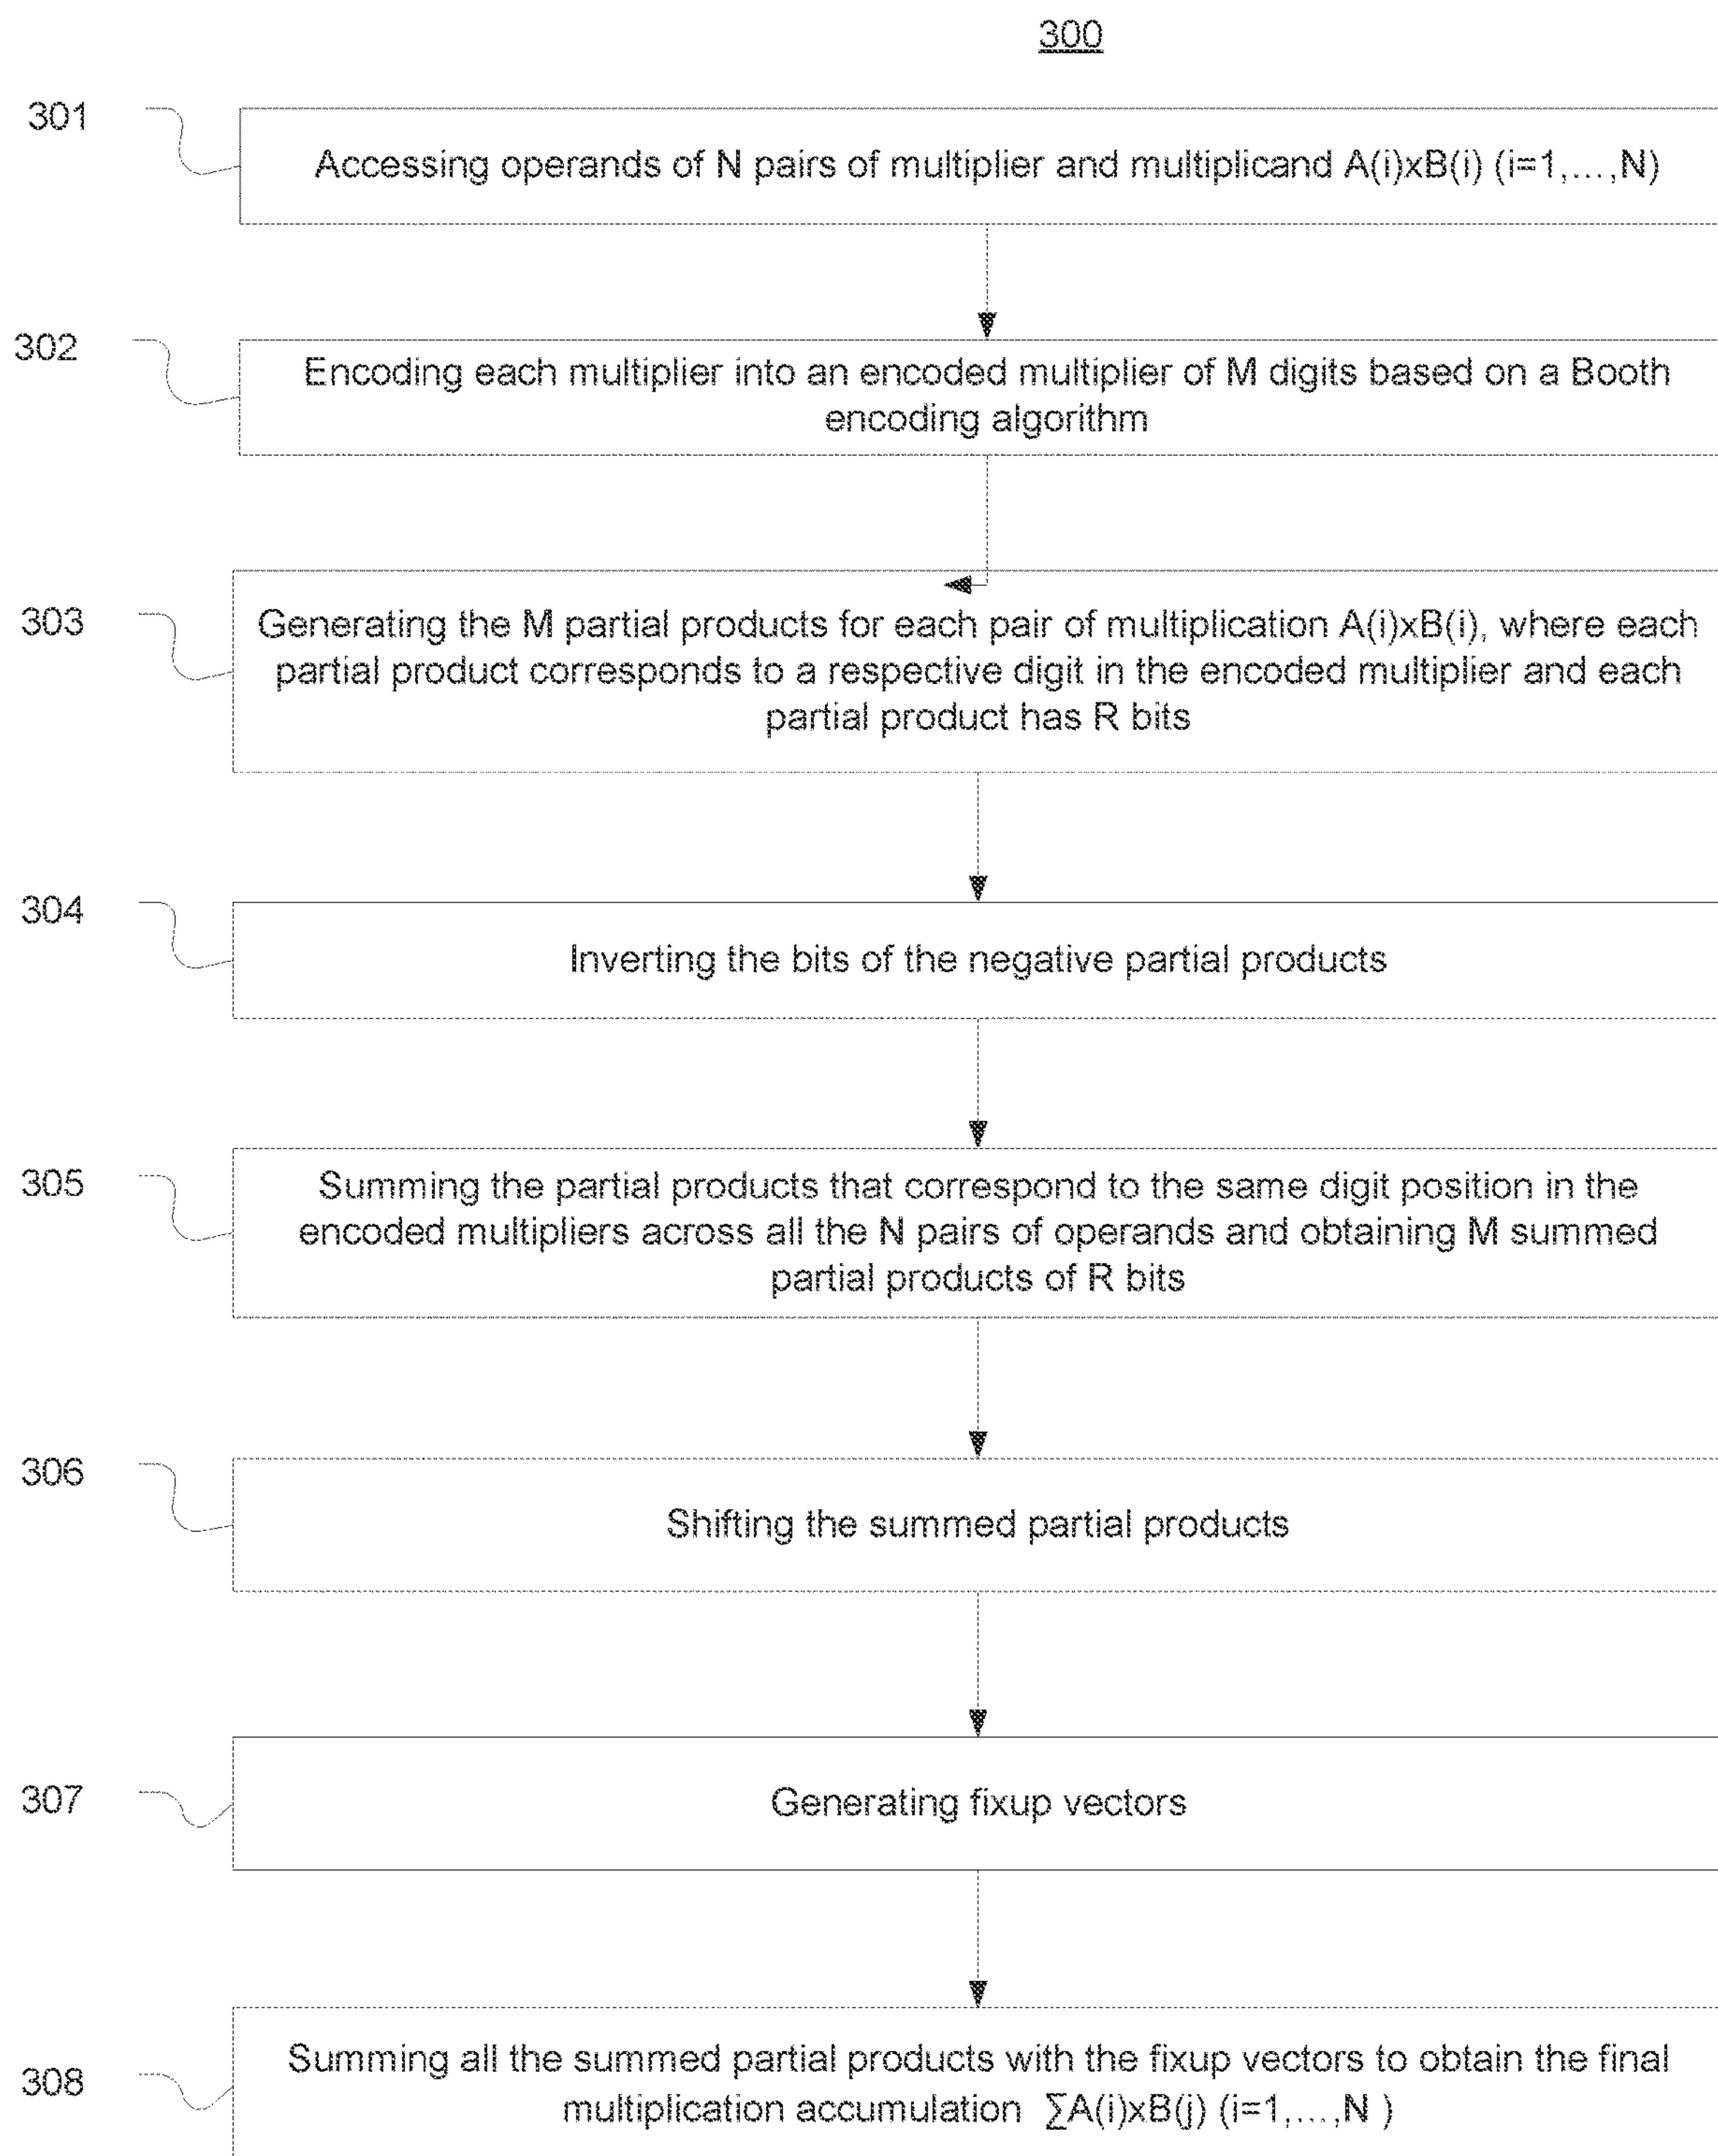 300
301
Accessing operands of N pairs of multiplier and multiplicand A(i)xB(i) (i=1,...,N)
302
Encoding each multiplier into an encoded multiplier of M digits based on a Booth
encoding algorithm
303
Generating the M partial products for each pair of multiplication A(i)xB(i), where each
partial product corresponds to a respective digit in the encoded multiplier and each
partial product has R bits
304
Inverting the bits of the negative partial products
305
Summing the partial products that correspond to the same digit position in the
encoded multipliers across all the N pairs of operands and obtaining M summed
partial products of R bits
306
Shifting the summed partial products
307
Generating fixup vectors
308
Summing all the summed partial products with the fixup vectors to obtain the final
multiplication accumulation ∑A(i)xB(j) (i=1,...,N )